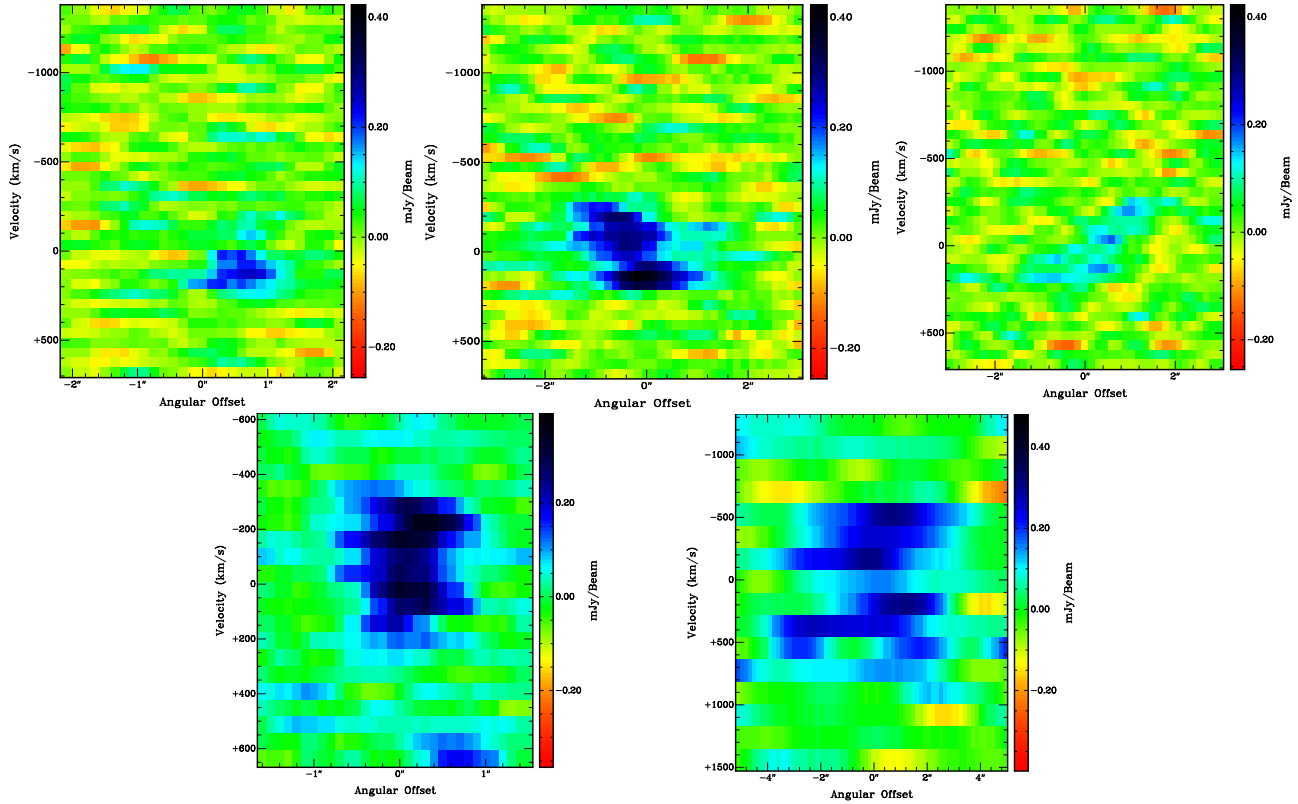 0.40
0.40
0.40
−1000
−1000
−1000
0.20
0.20
0.20
−500
−500
−500
Velocity (km/s)
mJy/Beam
Velocity (km/s)
mJy/Beam
Velocity (km/s)
mJy/Beam
0.00
0.00
0.00
0
0
0
+500
+500
+500
−0.20
−0.20
−0.20
−2" 0" 1" 2"
−2" 0" 2"
−2" 0" 2"
−1"
Angular Offset
Angular Offset
Angular Offset
−600
−400
−200
0
+200
+400
+600
Velocity (km/s)
0.20
0.00
−0.20
mJy/Beam
−1" 0" 1"
Angular Offset
−1000
−500
0
+500
+1000
+1500
Velocity (km/s)
0.40
0.20
0.00
−0.20
mJy/Beam
−4" −2" 0" 2" 4"
Angular Offset